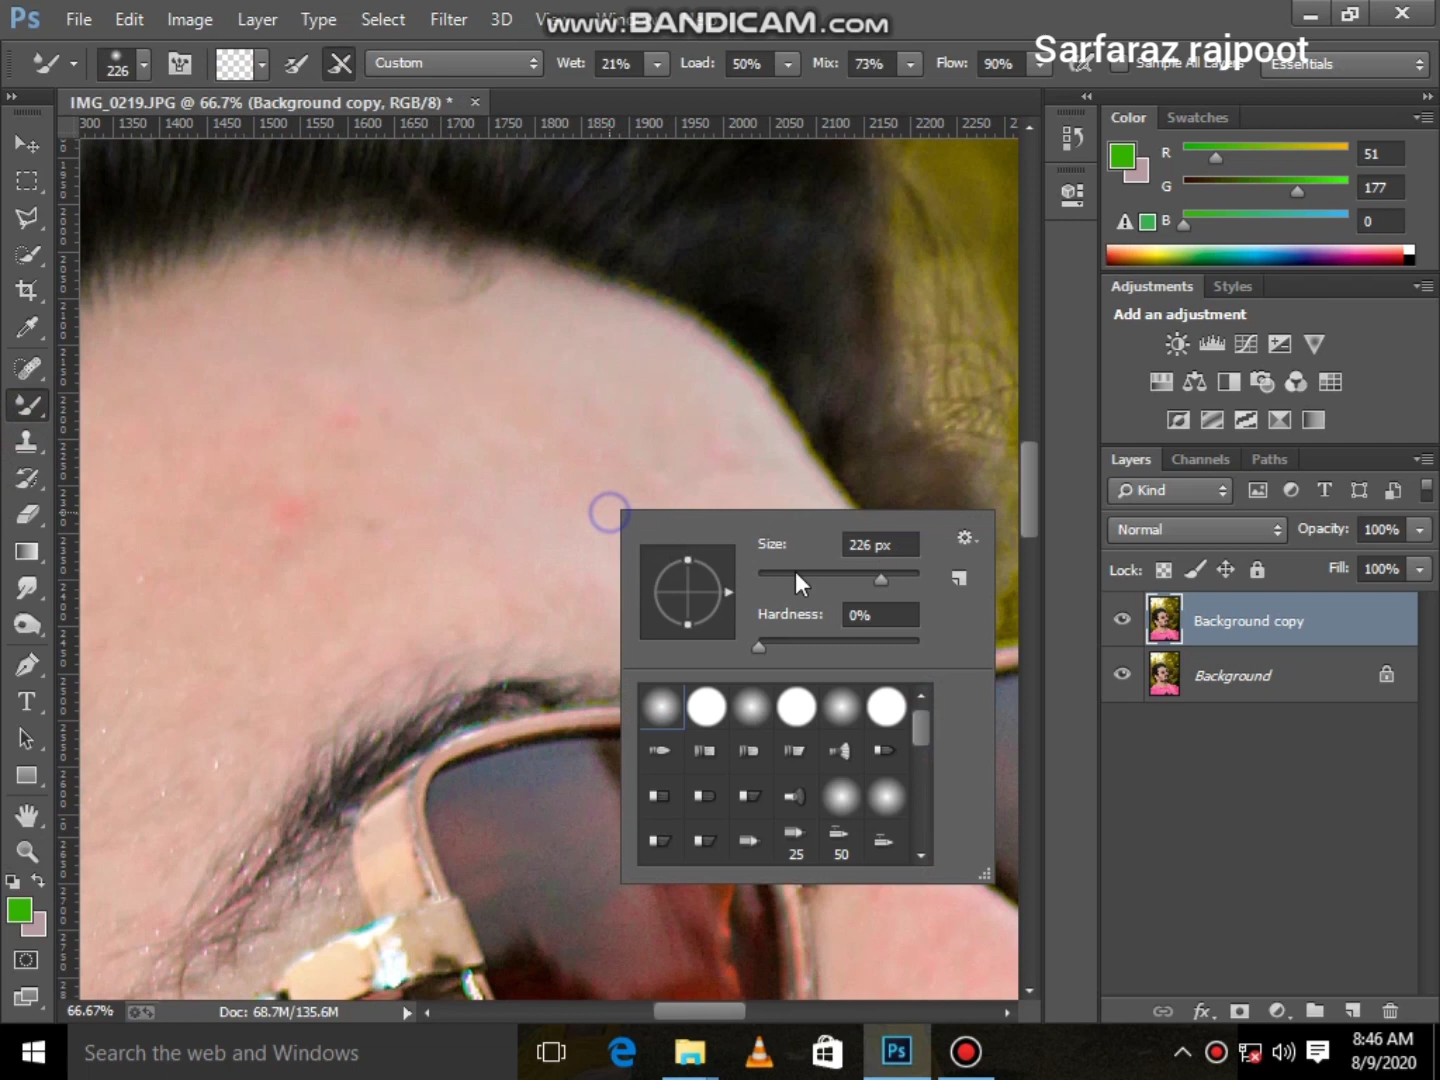 Ps File Edit Image Layer Type Select Filter 3D
www.BANDICAM.com
Sarfaraz rajpoot
226 Custom Wet: 21% Load: 50% Mix: 73% Flow: 90% Sample All Essentials
IMG_0219.JPG @ 66.7% (Background copy, RGB/8) * ×
300 1350 1400 1450 1500 1550 1600 1650 1700 1750 1800 1850 1900 1950 2000 2050 2100 2150 2200 2250 2
Color Swatches
R 51
G 177
B 0
Adjustments Styles
Add an adjustment
Layers Channels Paths
Kind
Normal Opacity: 100%
Lock: Fill: 100%
Background copy
Background
Size: 226 px
Hardness: 0%
25 50
66.67% Doc: 68.7M/135.6M
Search the web and Windows
Ps
8:46 AM
8/9/2020